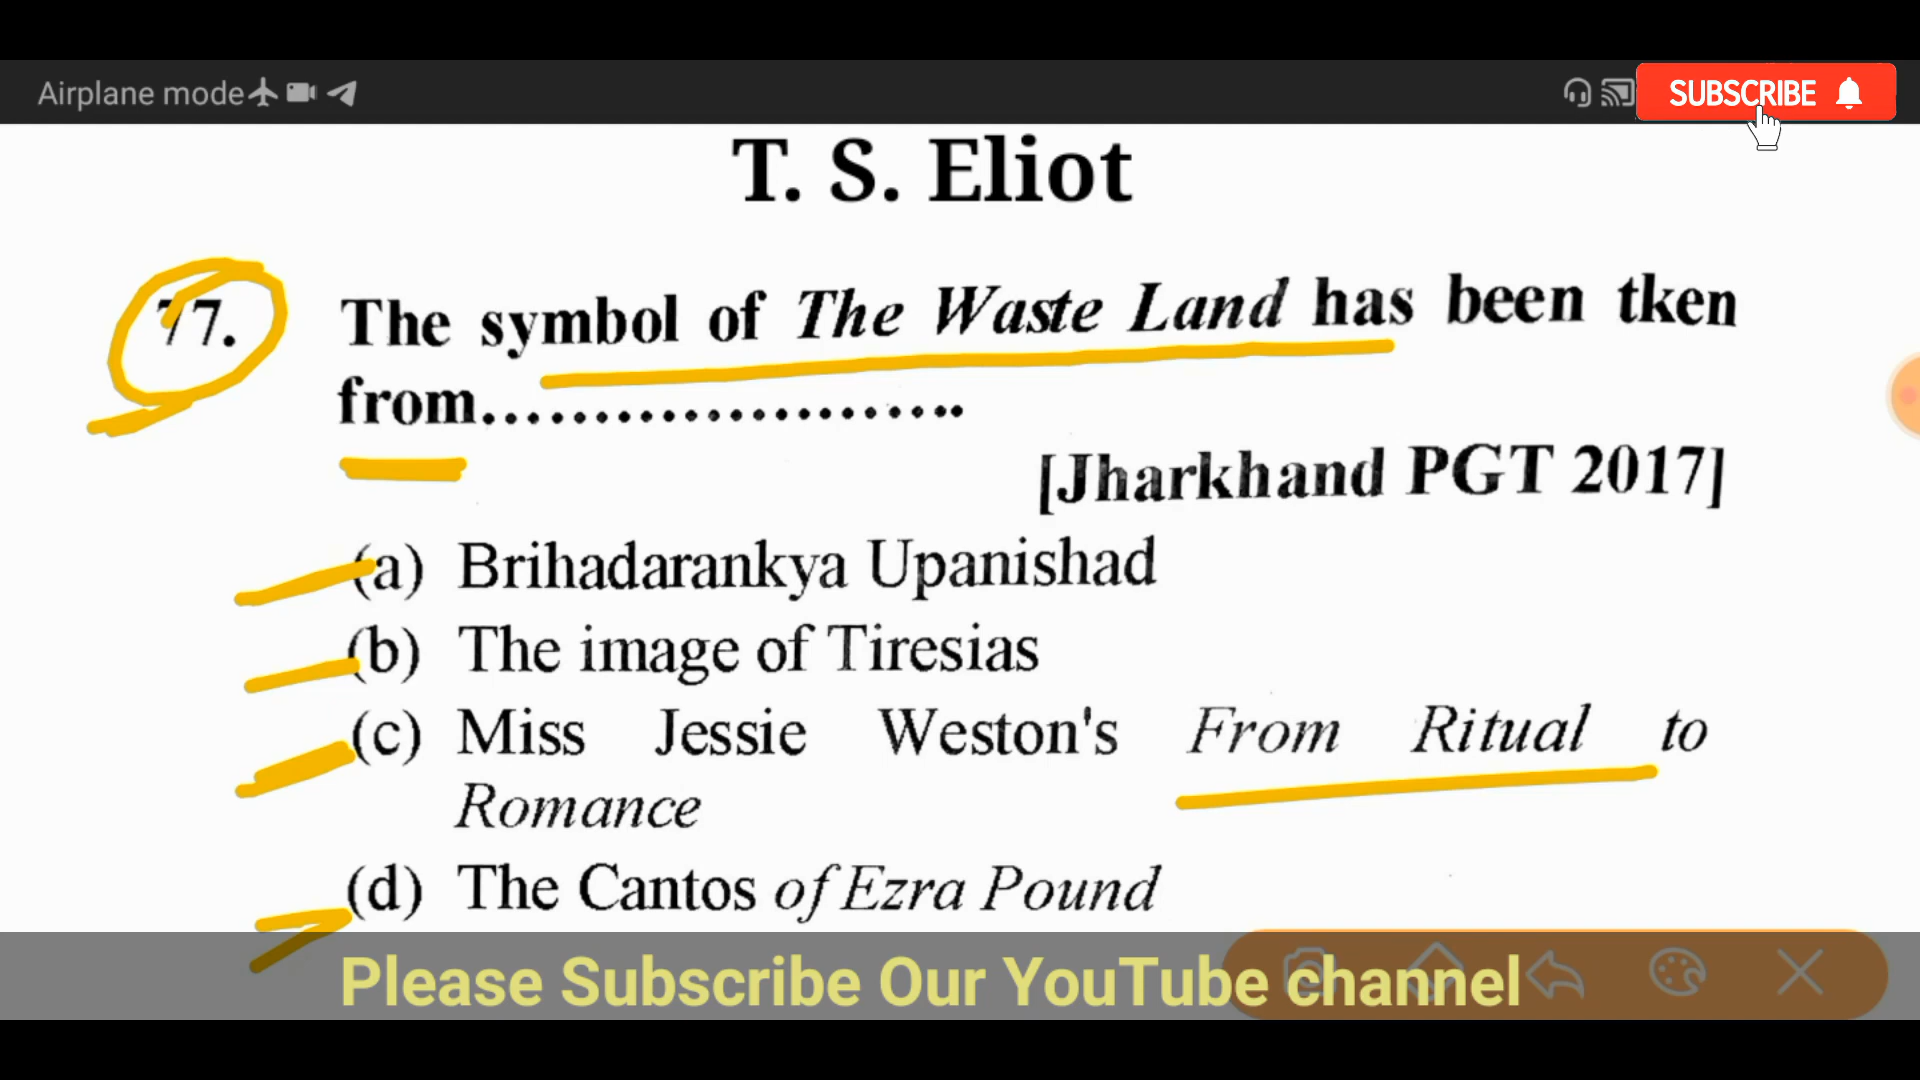 Airplane mode
SUBSCRIBE
T. S. Eliot
77. The symbol of The Waste Land has been tken
from........................
[Jharkhand PGT 2017]
(a) Brihadarankya Upanishad
(b) The image of Tiresias
(c) Miss Jessie Weston's From Ritual to
Romance
(d) The Cantos of Ezra Pound
Please Subscribe Our YouTube channel